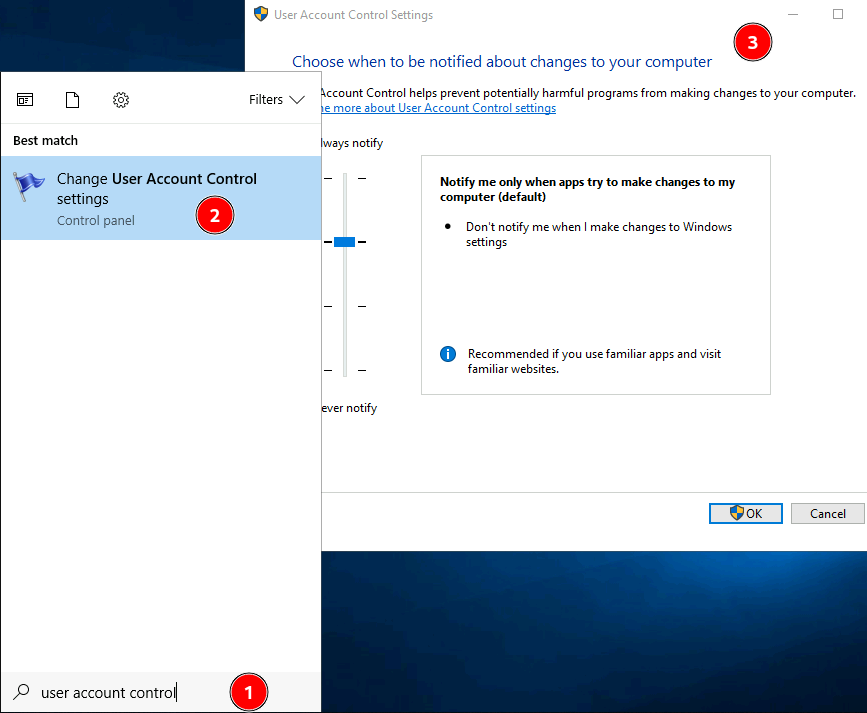 User Account Control Settings
3
Choose when to be notified about changes to your computer
Account Control helps prevent potentially harmful programs from making changes to your computer.
me more about User Account Control settings
lways notify
Notify me only when apps try to make changes to my
computer (default)
Don't notify me when I make changes to Windows
settings
Recommended if you use familiar apps and visit
familiar websites.
ever notify
OK
Cancel
Filters
Best match
Change User Account Control
settings
Control panel
2
user account control
1